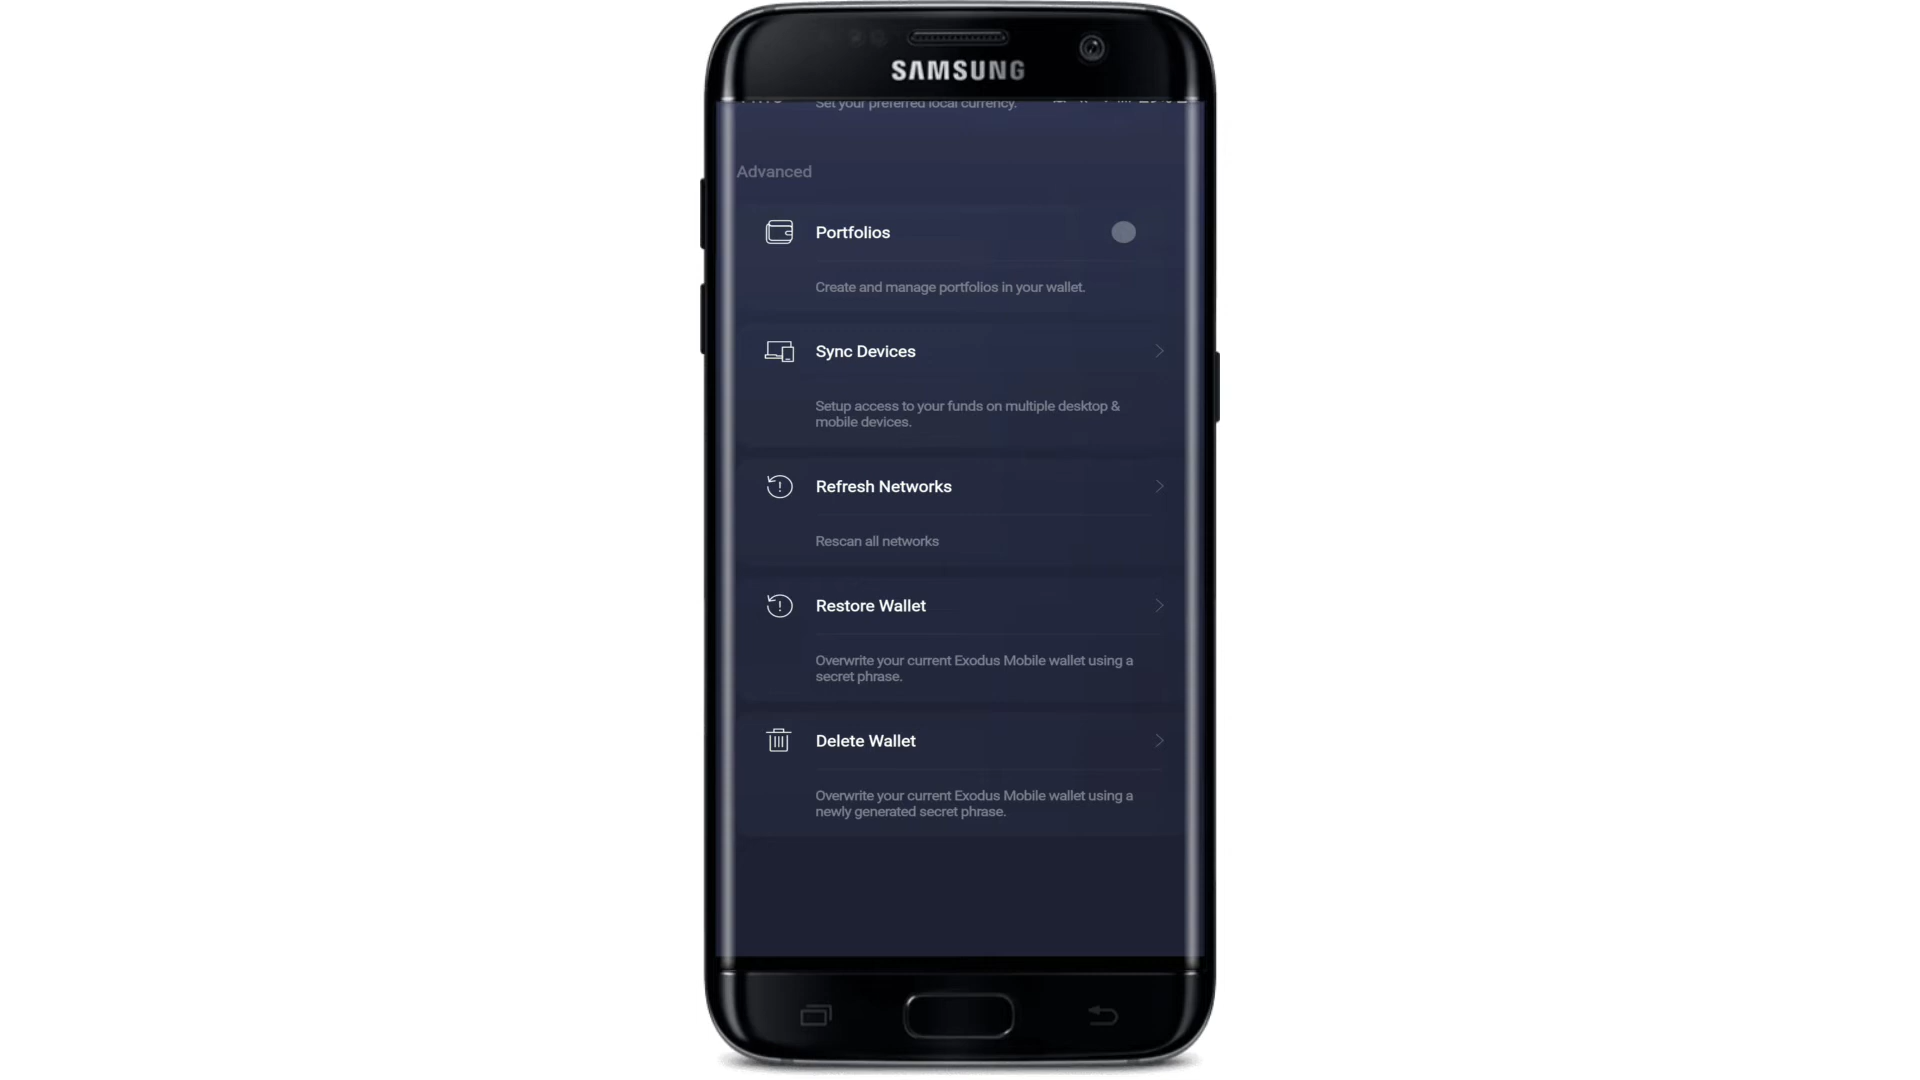 SAMSUNG
Set your preferred local currency.
Advanced
Portfolios
Create and manage portfolios in your wallet.
Sync Devices
Setup access to your funds on multiple desktop &
mobile devices.
Refresh Networks
Rescan all networks
Restore Wallet
Overwrite your current Exodus Mobile wallet using a
secret phrase.
Delete Wallet
Overwrite your current Exodus Mobile wallet using a
newly generated secret phrase.